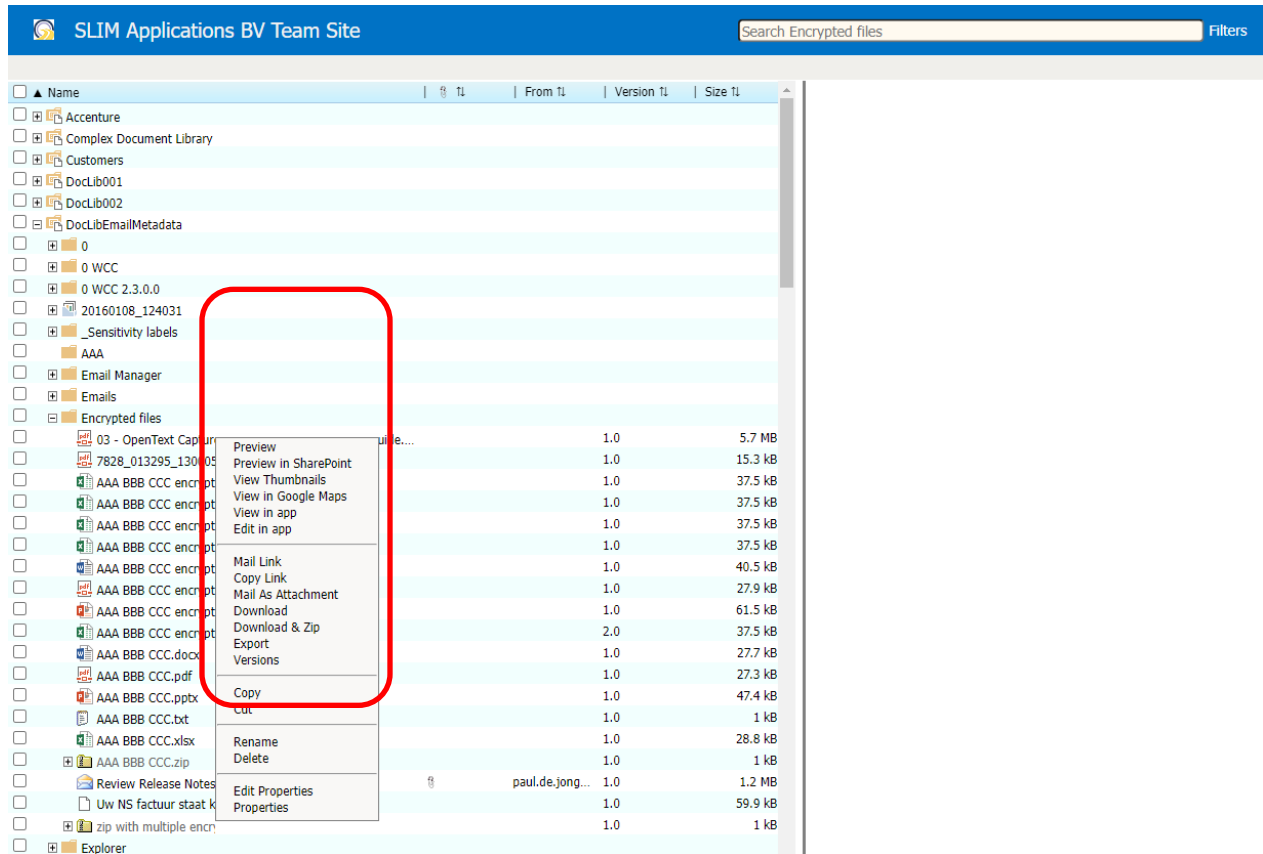 SLIM Applications BV Team Site
Search Encrypted files
Filters
▲ Name | ⇅ | From ⇅ | Version ⇅ | Size ⇅
Accenture
Complex Document Library
Customers
DocLib001
DocLib002
DocLibEmailMetadata
0
0 WCC
0 WCC 2.3.0.0
20160108_124031
_Sensitivity labels
AAA
Email Manager
Emails
Encrypted files
03 - OpenText Captur uide.... 1.0 5.7 MB
7828_013295_130005 1.0 15.3 kB
AAA BBB CCC encrypt 1.0 37.5 kB
AAA BBB CCC encrypt 1.0 37.5 kB
AAA BBB CCC encrypt 1.0 37.5 kB
AAA BBB CCC encrypt 1.0 37.5 kB
AAA BBB CCC encrypt 1.0 40.5 kB
AAA BBB CCC encrypt 1.0 27.9 kB
AAA BBB CCC encrypt 1.0 61.5 kB
AAA BBB CCC encrypt 2.0 37.5 kB
AAA BBB CCC.docx 1.0 27.7 kB
AAA BBB CCC.pdf 1.0 27.3 kB
AAA BBB CCC.pptx 1.0 47.4 kB
AAA BBB CCC.txt 1.0 1 kB
AAA BBB CCC.xlsx 1.0 28.8 kB
AAA BBB CCC.zip 1.0 1 kB
Review Release Notes paul.de.jong... 1.0 1.2 MB
Uw NS factuur staat k 1.0 59.9 kB
zip with multiple encry 1.0 1 kB
Explorer
Preview
Preview in SharePoint
View Thumbnails
View in Google Maps
View in app
Edit in app
Mail Link
Copy Link
Mail As Attachment
Download
Download & Zip
Export
Versions
Copy
Cut
Rename
Delete
Edit Properties
Properties